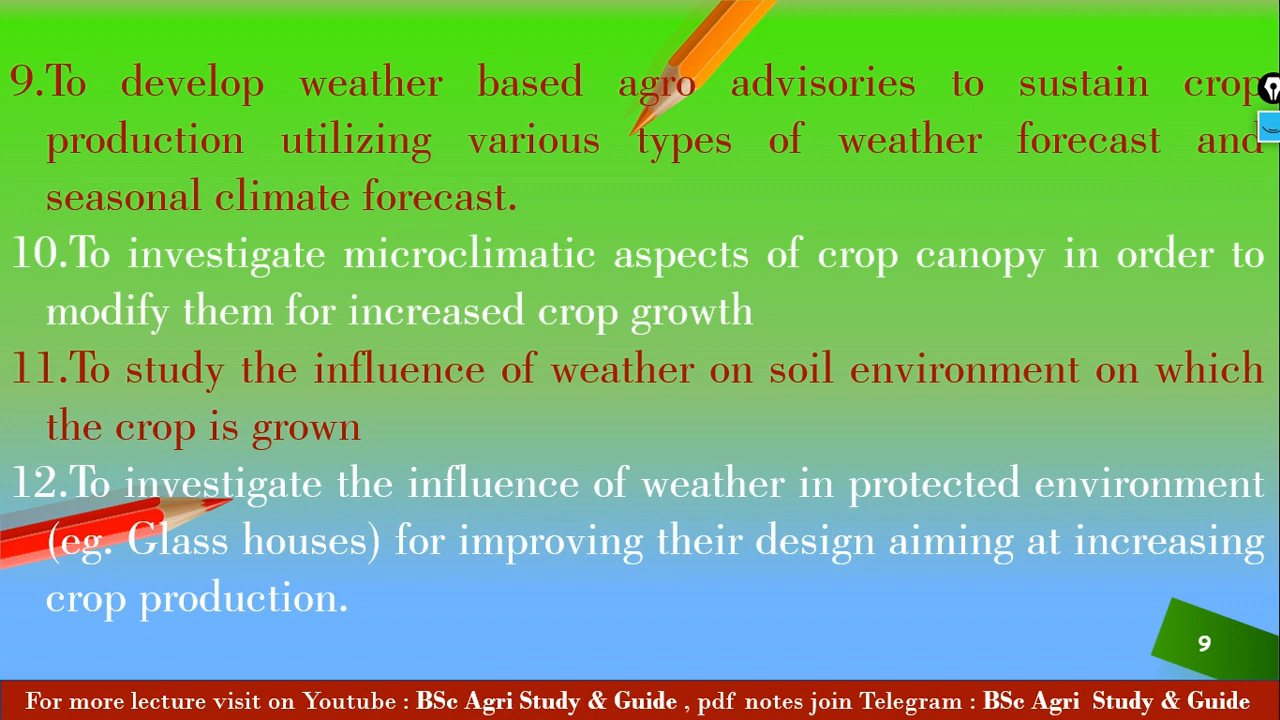 9.To develop weather based agro advisories to sustain crop
production utilizing various types of weather forecast and
seasonal climate forecast.
10.To investigate microclimatic aspects of crop canopy in order to
modify them for increased crop growth
11.To study the influence of weather on soil environment on which
the crop is grown
12.To investigate the influence of weather in protected environment
(eg. Glass houses) for improving their design aiming at increasing
crop production.
9
For more lecture visit on Youtube : BSc Agri Study & Guide , pdf notes join Telegram : BSc Agri Study & Guide